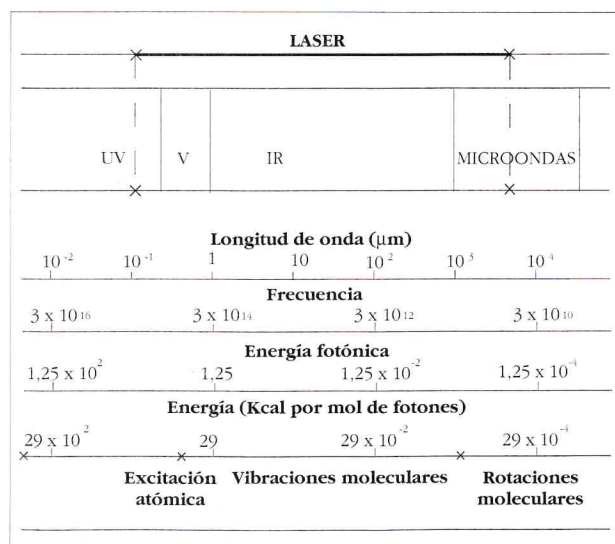 LASER
UV V IR MICROONDAS
Longitud de onda (μm)
10⁻² 10⁻¹ 1 10 10² 10³ 10⁴
Frecuencia
3 x 10¹⁶ 3 x 10¹⁴ 3 x 10¹² 3 x 10¹⁰
Energía fotónica
1,25 x 10² 1,25 1,25 x 10⁻² 1,25 x 10⁻⁴
Energía (Kcal por mol de fotones)
29 x 10² 29 29 x 10⁻² 29 x 10⁻⁴
Excitación Vibraciones moleculares Rotaciones
atómica moleculares